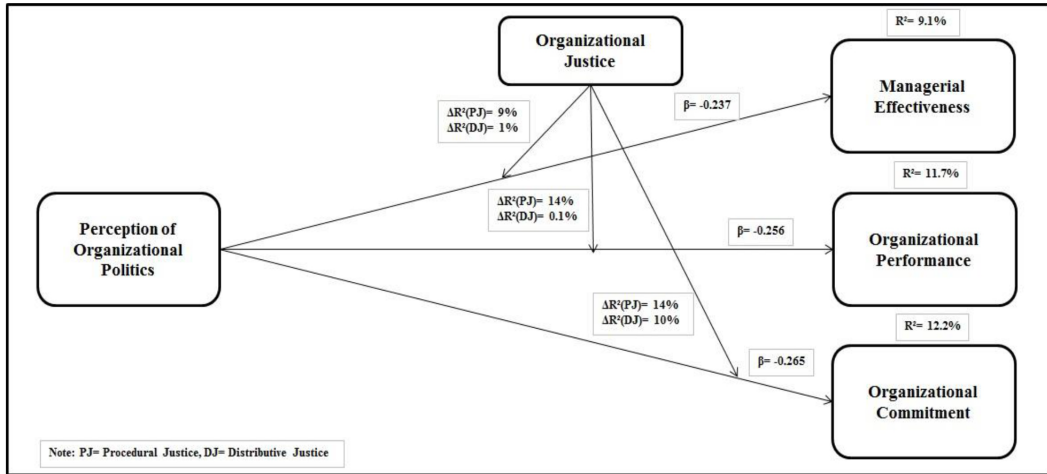 R²= 9.1%
Organizational
Justice
Managerial
Effectiveness
β= -0.237
ΔR²(PJ)= 9%
ΔR²(DJ)= 1%
R²= 11.7%
ΔR²(PJ)= 14%
ΔR²(DJ)= 0.1%
Perception of
Organizational
Politics
β= -0.256
Organizational
Performance
ΔR²(PJ)= 14%
ΔR²(DJ)= 10%
R²= 12.2%
β= -0.265
Organizational
Commitment
Note: PJ= Procedural Justice, DJ= Distributive Justice